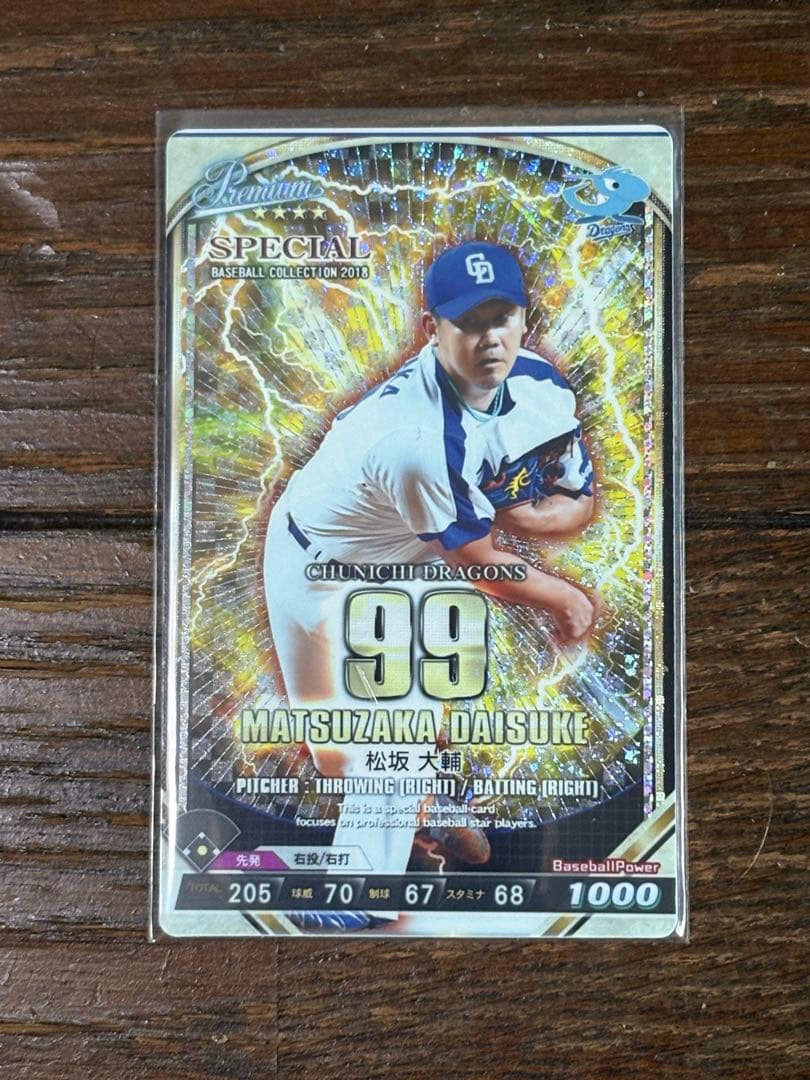 Premium
★★★★
SPECIAL
BASEBALL COLLECTION 2018
Dragons
CD
KA
CHUNICHI DRAGONS
99
MATSUZAKA DAISUKE
松坂 大輔
PITCHER : THROWING [RIGHT] / BATTING [RIGHT]
This is a special baseball card
focuses on professional baseball star players.
先発 右投/右打
BaseballPower
TOTAL 205 球威 70 制球 67 スタミナ 68 1000